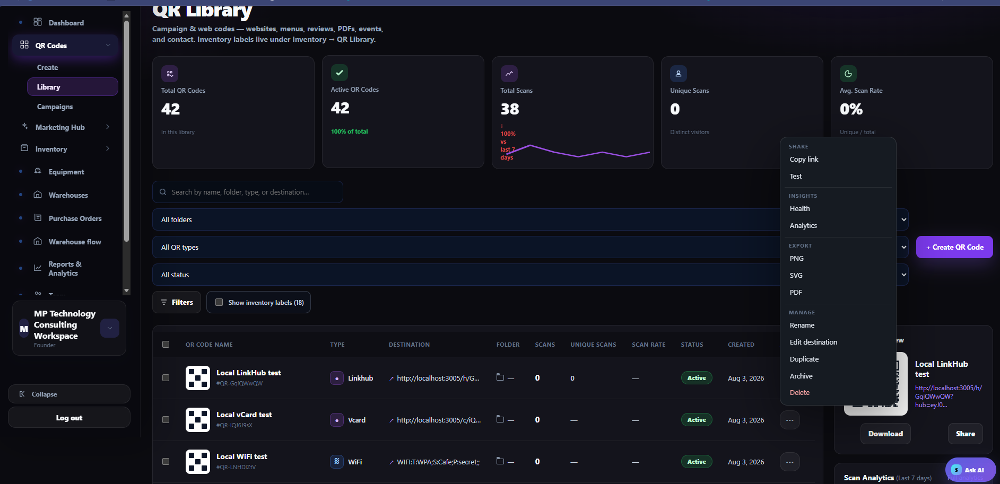 QR Library
Campaign & web codes — websites, menus, reviews, PDFs, events,
and contact. Inventory labels live under Inventory → QR Library.
Dashboard
QR Codes
Create
Library
Campaigns
Marketing Hub
Inventory
Equipment
Warehouses
Purchase Orders
Warehouse flow
Reports &
Analytics
Team
M
MP Technology
Consulting
Workspace
Founder
Collapse
Log out
Total QR Codes
42
In this library
Active QR Codes
42
100% of total
Total Scans
38
↓
100%
vs
last 7
days
Unique Scans
0
Distinct visitors
Avg. Scan Rate
0%
Unique / total
Search by name, folder, type, or destination...
All folders
All QR types
All status
+ Create QR Code
Filters
Show inventory labels (18)
SHARE
Copy link
Test
INSIGHTS
Health
Analytics
EXPORT
PNG
SVG
PDF
MANAGE
Rename
Edit destination
Duplicate
Archive
Delete
QR CODE NAME TYPE DESTINATION FOLDER SCANS UNIQUE SCANS SCAN RATE STATUS CREATED
Local LinkHub test
#QR-GqiQWwQW
Linkhub ↗ http://localhost:3005/h/G... — 0 0 — Active Aug 3, 2026
Local vCard test
#QR-iQJ6J9sX
Vcard ↗ http://localhost:3005/c/iQ... — 0 — — Active Aug 3, 2026 ...
Local WiFi test
#QR-LNHDIZtV
WiFi ↗ WIFI:T:WPA;S:Cafe;P:secret;; — 0 — — Active Aug 3, 2026 ...
Local LinkHub
test
http://localhost:3005/h/
GqiQWwQW?
hub=eyJ0...
Download
Share
Scan Analytics (Last 7 days)
S Ask AI